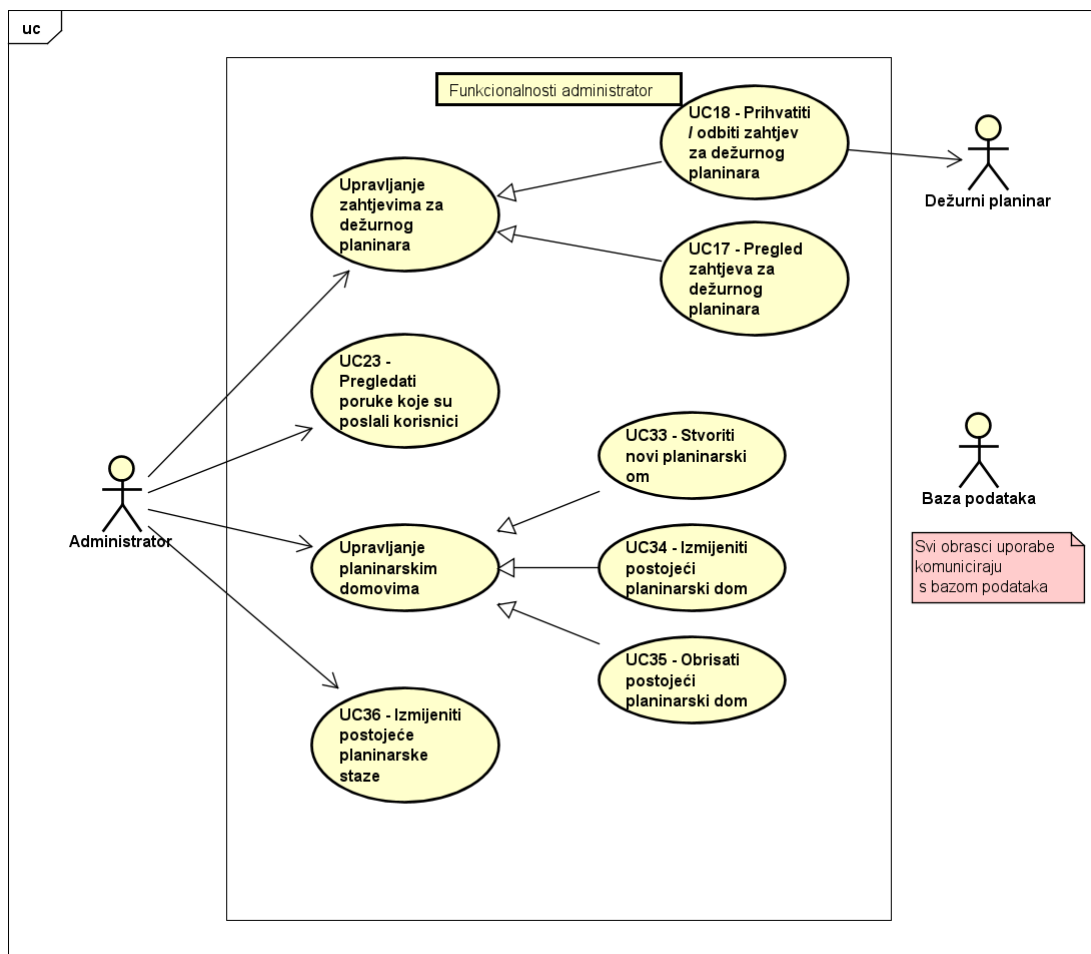 uc
Funkcionalnosti administrator
UC18 - Prihvatiti
/ odbiti zahtjev
za dežurnog
planinara
Dežurni planinar
Upravljanje
zahtjevima za
dežurnog
planinara
UC17 - Pregled
zahtjeva za
dežurnog
planinara
UC23 -
Pregledati
poruke koje su
poslali korisnici
UC33 - Stvoriti
novi planinarski
om
Baza podataka
Administrator
Upravljanje
planinarskim
domovima
UC34 - Izmijeniti
postojeći
planinarski dom
Svi obrasci uporabe
komuniciraju
s bazom podataka
UC35 - Obrisati
postojeći
planinarski dom
UC36 - Izmijeniti
postojeće
planinarske
staze